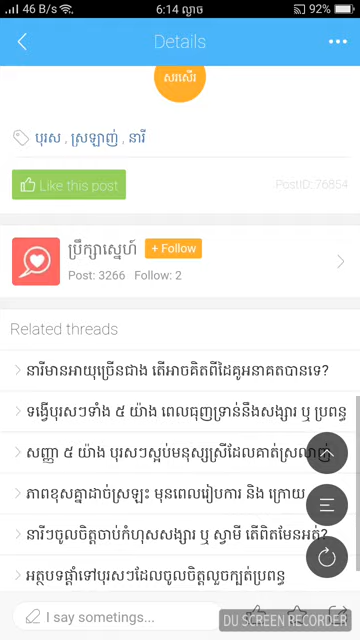 46 B/s 6:14 ល្ងាច 92%
Details
សរសើរ
បុរស , ស្រឡាញ់ , នារី
Like this post PostID: 76854
ប្រឹក្សាស្នេហ៍ + Follow
Post: 3266 Follow: 2
Related threads
នារីមានអាយុច្រើនជាង តើអាចគិតពីដៃគូអនាគតបានទេ?
ទង្វើបុរសៗទាំង ៥ យ៉ាង ពេលធុញទ្រាន់នឹងសង្សារ ឬ ប្រពន្ធ
សញ្ញា ៥ យ៉ាង បុរសៗស្អប់មនុស្សស្រីដែលគាត់ស្រលាញ់
ភាពខុសគ្នាដាច់ស្រឡះ មុនពេលរៀបការ និង ក្រោយ
នារីៗចូលចិត្តចាប់កំហុសសង្សារ ឬ ស្វាមី តើពិតមែនអត់?
អត្ថបទផ្តាំទៅបុរសៗដែលចូលចិត្តលួចក្បត់ប្រពន្ធ
I say sometings...
DU SCREEN RECORDER